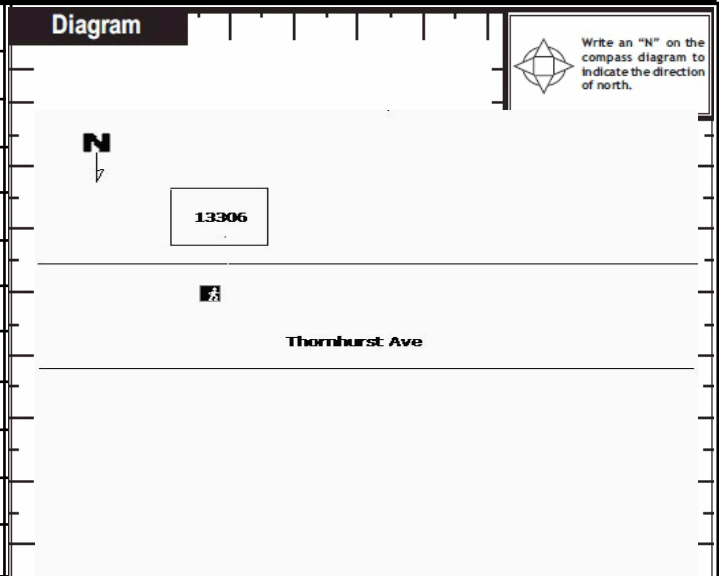 Diagram
Write an “N” on the
compass diagram to
indicate the direction
of north.
N
13306
Thornhurst Ave